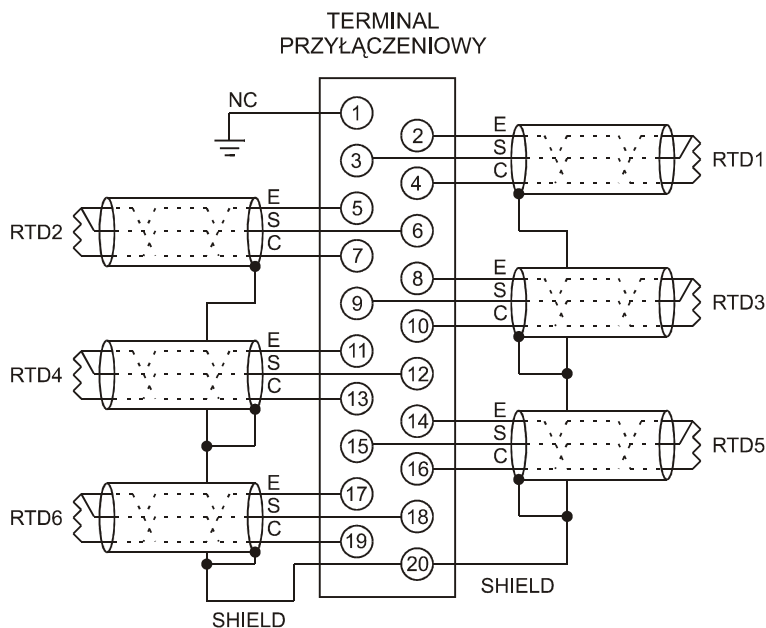 TERMINAL
PRZYŁĄCZENIOWY
NC
1
2
E
3
S
RTD1
4
C
E
5
RTD2
S
6
C
7
8
E
9
S
RTD3
10
C
E
11
RTD4
S
12
C
13
14
E
15
S
RTD5
16
C
E
17
RTD6
S
18
C
19
20
SHIELD
SHIELD